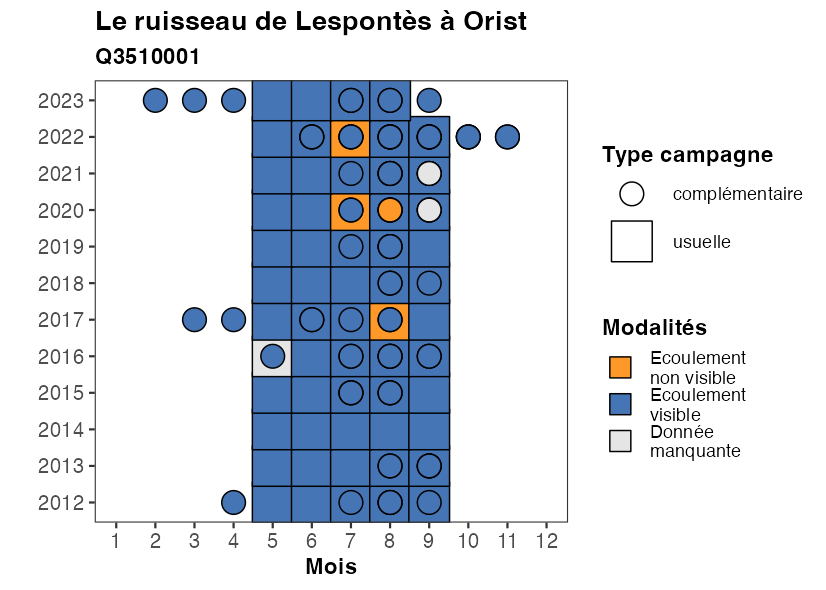 Le ruisseau de Lespontès à Orist
Q3510001
2023
2022
2021
2020
2019
2018
2017
2016
2015
2014
2013
2012
1 2 3 4 5 6 7 8 9 10 11 12
Mois
Type campagne
complémentaire
usuelle
Modalités
Ecoulement
non visible
Ecoulement
visible
Donnée
manquante